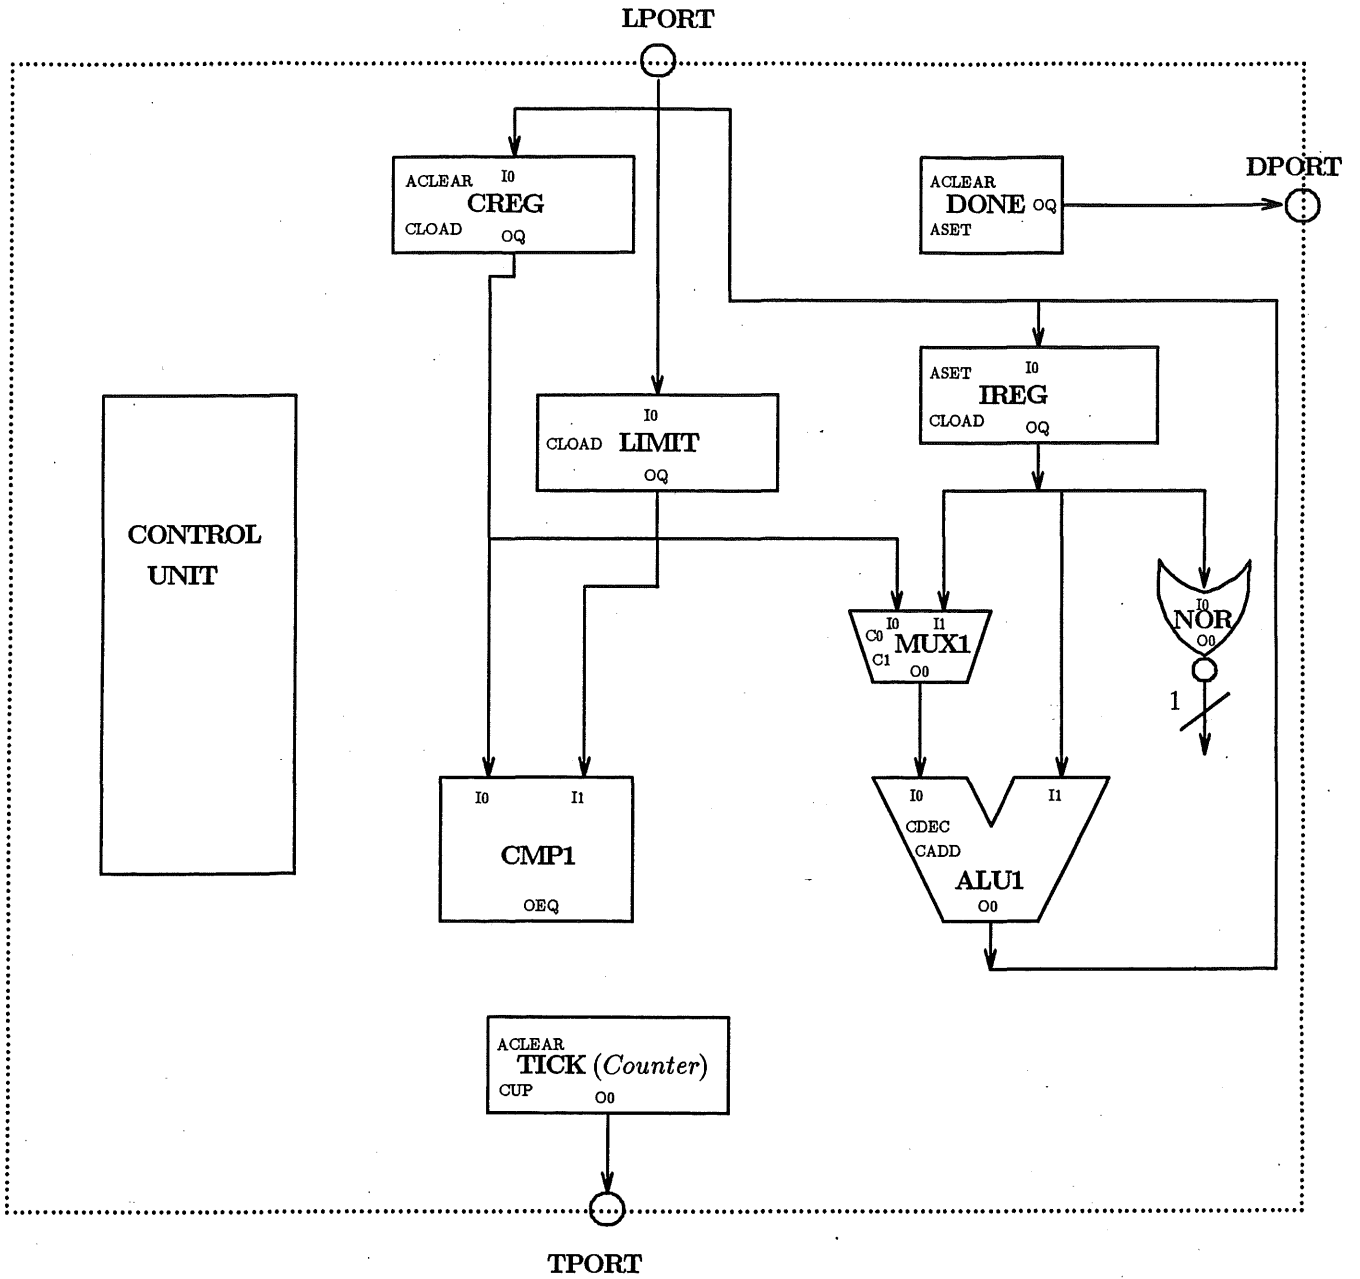 LPORT
ACLEAR I0
CREG
CLOAD OQ
ACLEAR
DONE OQ
ASET
DPORT
ASET I0
IREG
CLOAD OQ
I0
CLOAD LIMIT
OQ
CONTROL
UNIT
I0 I1
C0 MUX1
C1 O0
I0
NOR
O0
1
I0 I1
CMP1
OEQ
I0 I1
CDEC
CADD
ALU1
O0
ACLEAR
TICK (Counter)
CUP O0
TPORT